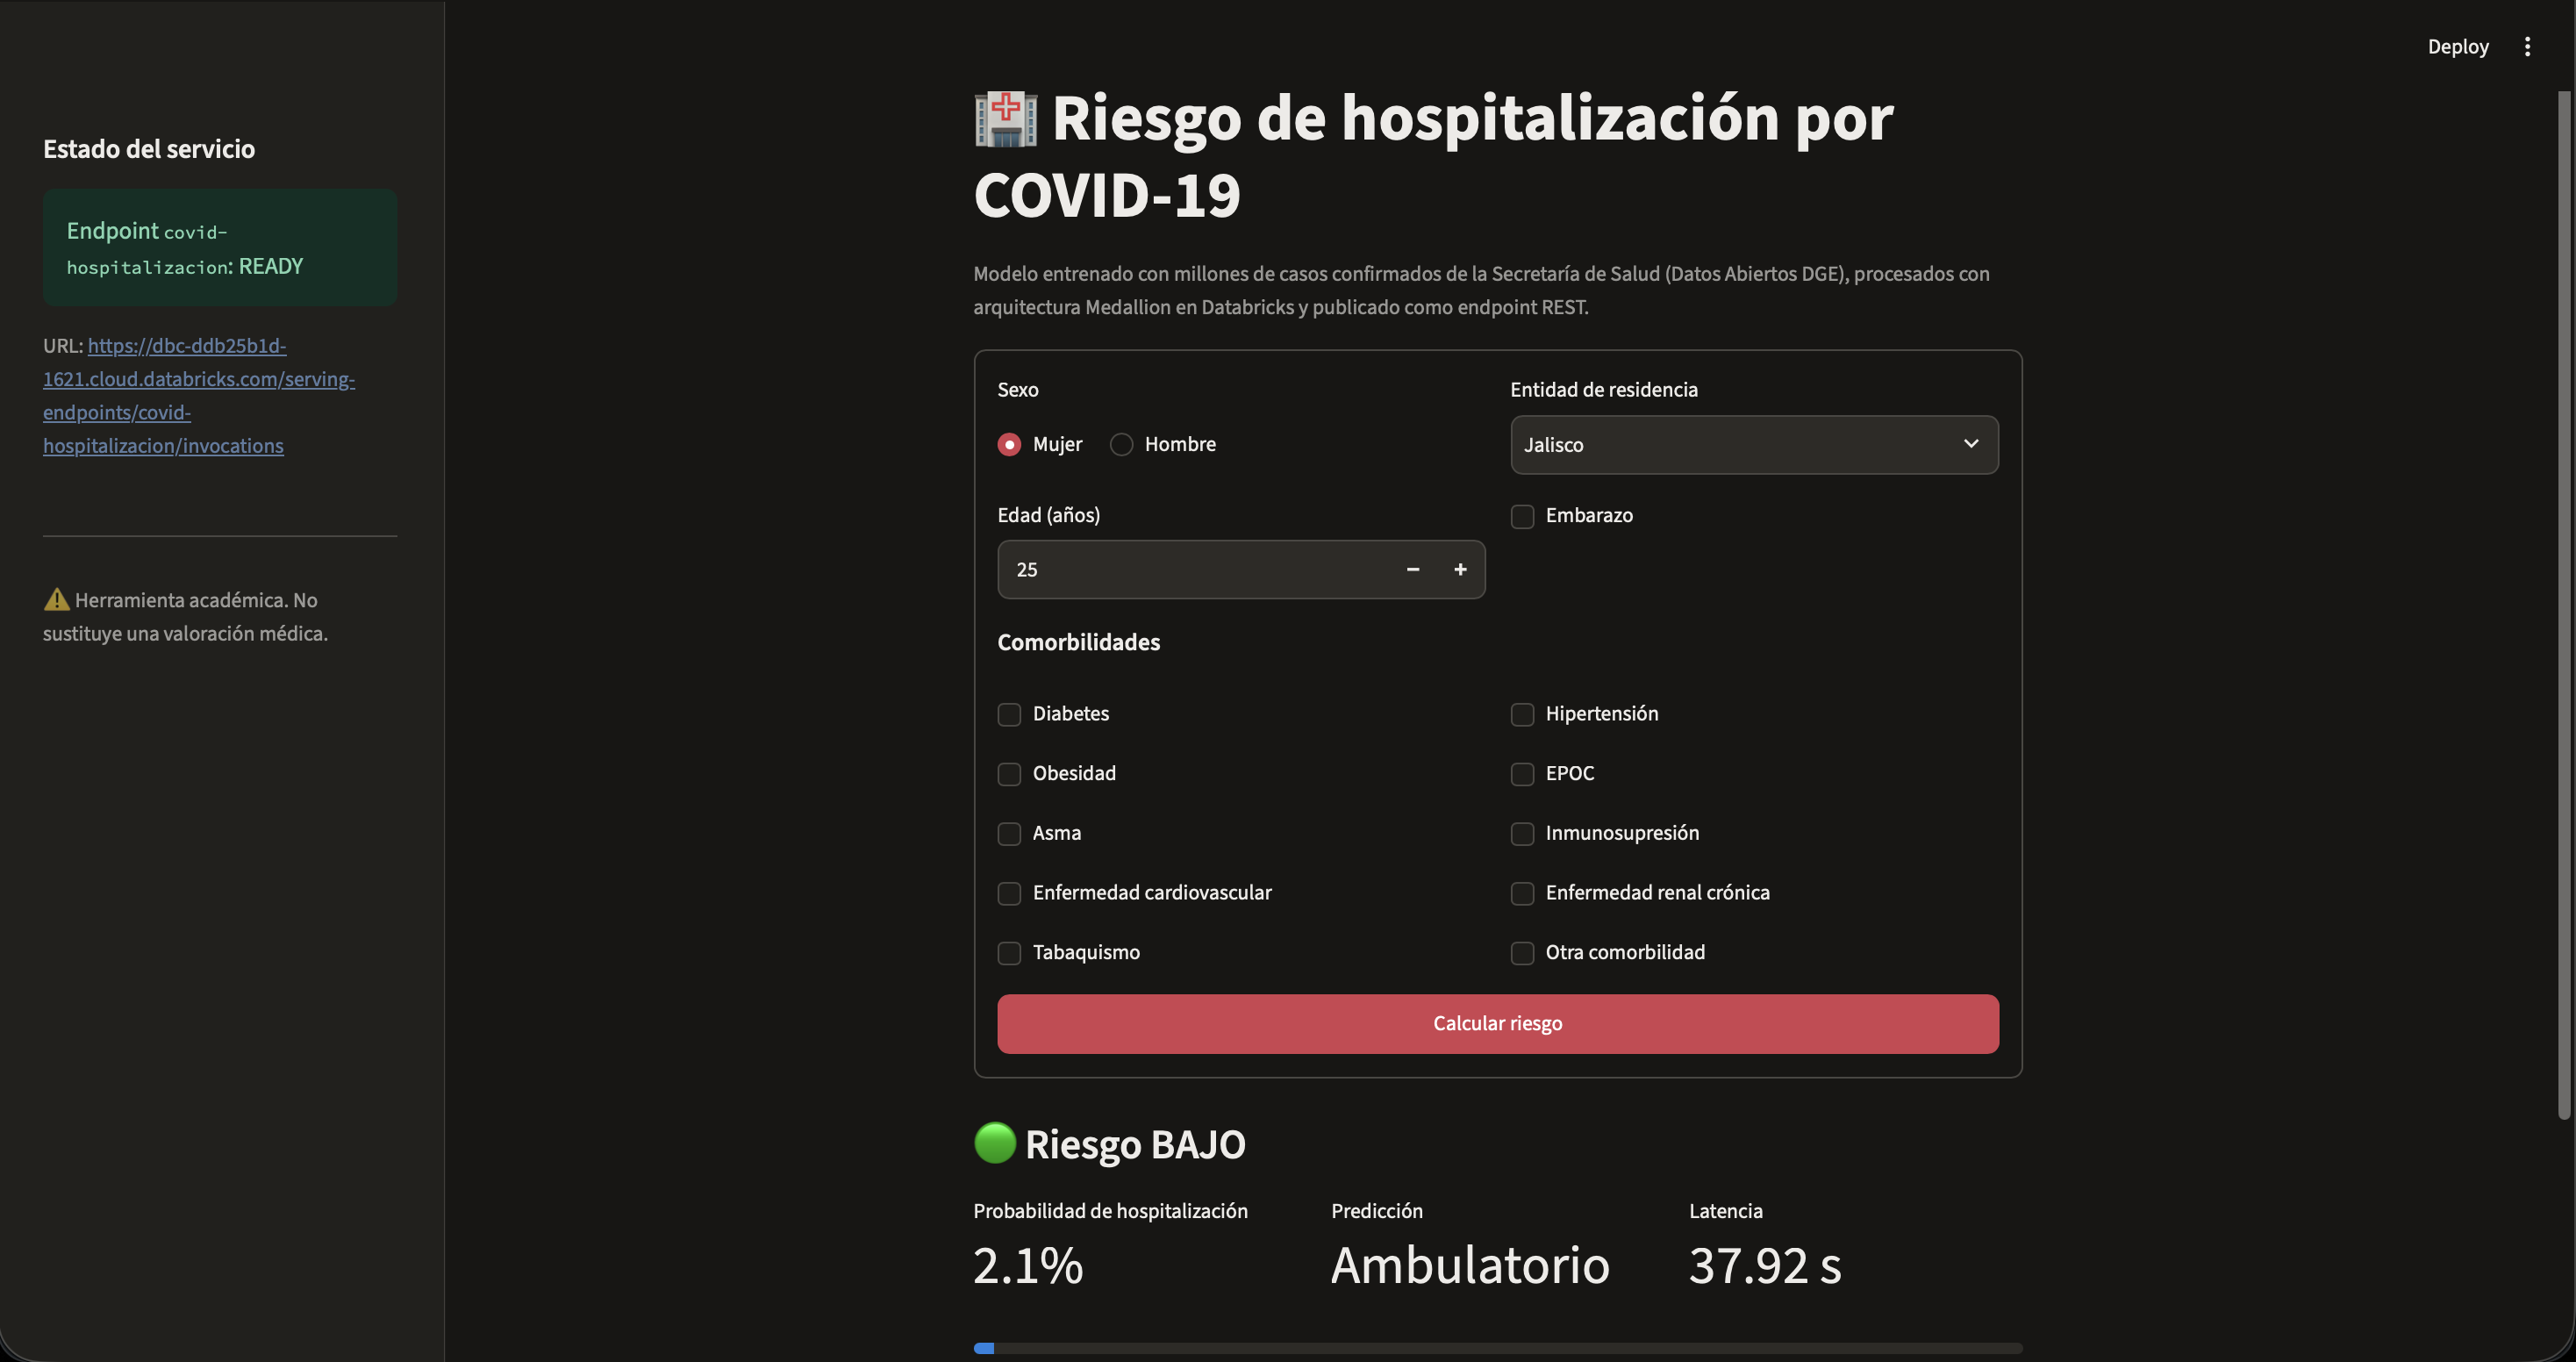 Deploy
Estado del servicio
Endpoint covid-
hospitalizacion: READY
URL: https://dbc-ddb25b1d-
1621.cloud.databricks.com/serving-
endpoints/covid-
hospitalizacion/invocations
⚠️ Herramienta académica. No
sustituye una valoración médica.
🏥 Riesgo de hospitalización por
COVID-19
Modelo entrenado con millones de casos confirmados de la Secretaría de Salud (Datos Abiertos DGE), procesados con
arquitectura Medallion en Databricks y publicado como endpoint REST.
Sexo
Mujer
Hombre
Entidad de residencia
Jalisco
Edad (años)
25
Embarazo
Comorbilidades
Diabetes
Hipertensión
Obesidad
EPOC
Asma
Inmunosupresión
Enfermedad cardiovascular
Enfermedad renal crónica
Tabaquismo
Otra comorbilidad
Calcular riesgo
🟢 Riesgo BAJO
Probabilidad de hospitalización
2.1%
Predicción
Ambulatorio
Latencia
37.92 s